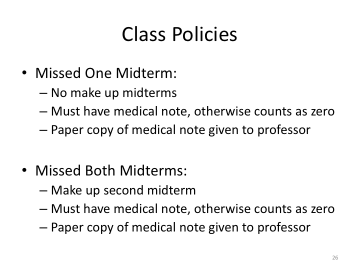 Class Policies
• Missed One Midterm:
– No make up midterms
– Must have medical note, otherwise counts as zero
– Paper copy of medical note given to professor
• Missed Both Midterms:
– Make up second midterm
– Must have medical note, otherwise counts as zero
– Paper copy of medical note given to professor
26